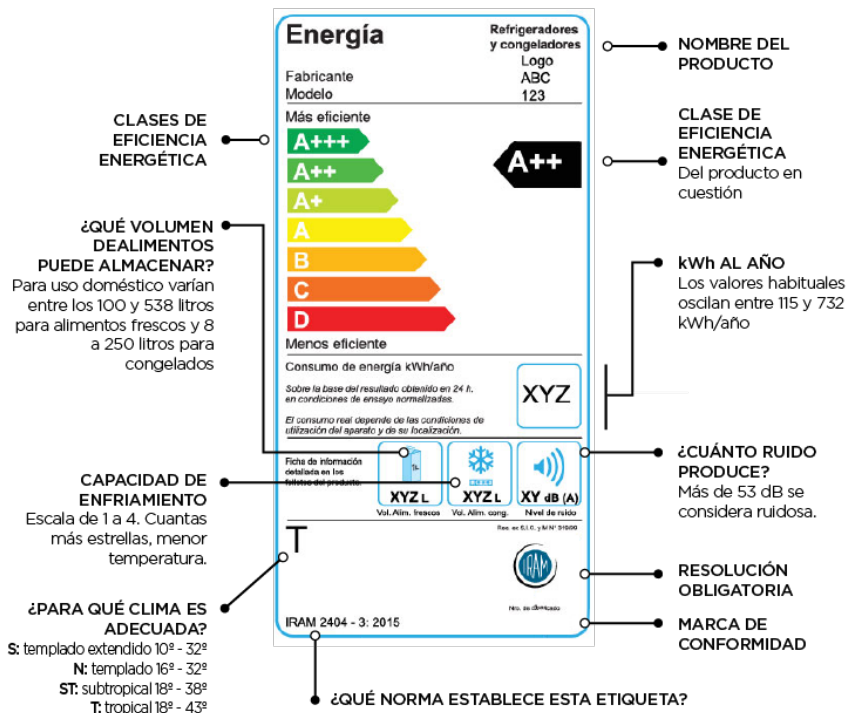 Energía
Refrigeradores
y congeladores
Logo
Fabricante
ABC
Modelo
123
Más eficiente
A+++
A++
A+
A
B
C
D
Menos eficiente
A++
Consumo de energía kWh/año
Sobre la base del resultado obtenido en 24 h.
en condiciones de ensayo normalizadas.
El consumo real depende de las condiciones de
utilización del aparato y de su localización.
XYZ
Ficha de información
detallada en los
folletos del producto.
1L
XYZ L
Vol. Alim. frescos
XYZ L
Vol. Alim. cong.
XY dB (A)
Nivel de ruido
T
Res. ex S.I.C. y M N° 319/99
IRAM
Nro. de certificado
IRAM 2404 - 3: 2015
CLASES DE
EFICIENCIA
ENERGÉTICA
¿QUÉ VOLUMEN
DEALIMENTOS
PUEDE ALMACENAR?
Para uso doméstico varían
entre los 100 y 538 litros
para alimentos frescos y 8
a 250 litros para
congelados
CAPACIDAD DE
ENFRIAMIENTO
Escala de 1 a 4. Cuantas
más estrellas, menor
temperatura.
¿PARA QUÉ CLIMA ES
ADECUADA?
S: templado extendido 10º - 32º
N: templado 16º - 32º
ST: subtropical 18º - 38º
T: tropical 18º - 43º
NOMBRE DEL
PRODUCTO
CLASE DE
EFICIENCIA
ENERGÉTICA
Del producto en
cuestión
kWh AL AÑO
Los valores habituales
oscilan entre 115 y 732
kWh/año
¿CUÁNTO RUIDO
PRODUCE?
Más de 53 dB se
considera ruidosa.
RESOLUCIÓN
OBLIGATORIA
MARCA DE
CONFORMIDAD
¿QUÉ NORMA ESTABLECE ESTA ETIQUETA?